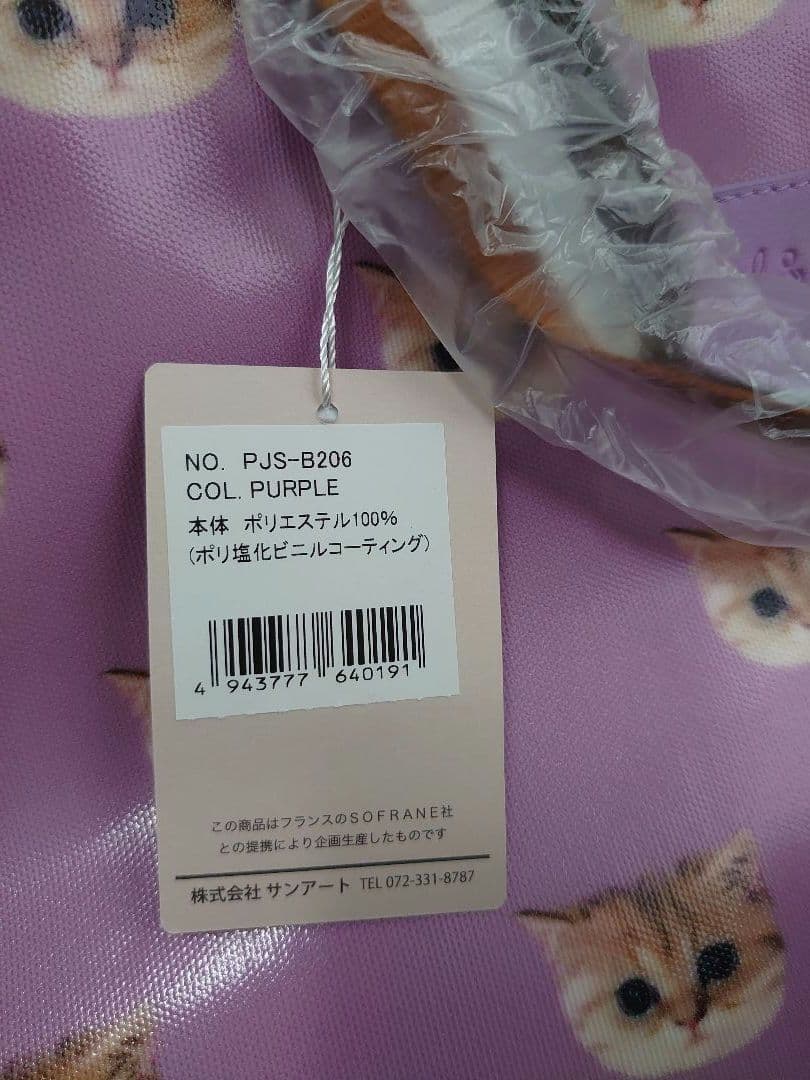 NO. PJS-B206
COL. PURPLE
本体 ポリエステル100%
(ポリ塩化ビニルコーティング)
4 943777 640191
この商品はフランスのSOFRANE社
との提携により企画生産したものです
株式会社 サンアート TEL 072-331-8787